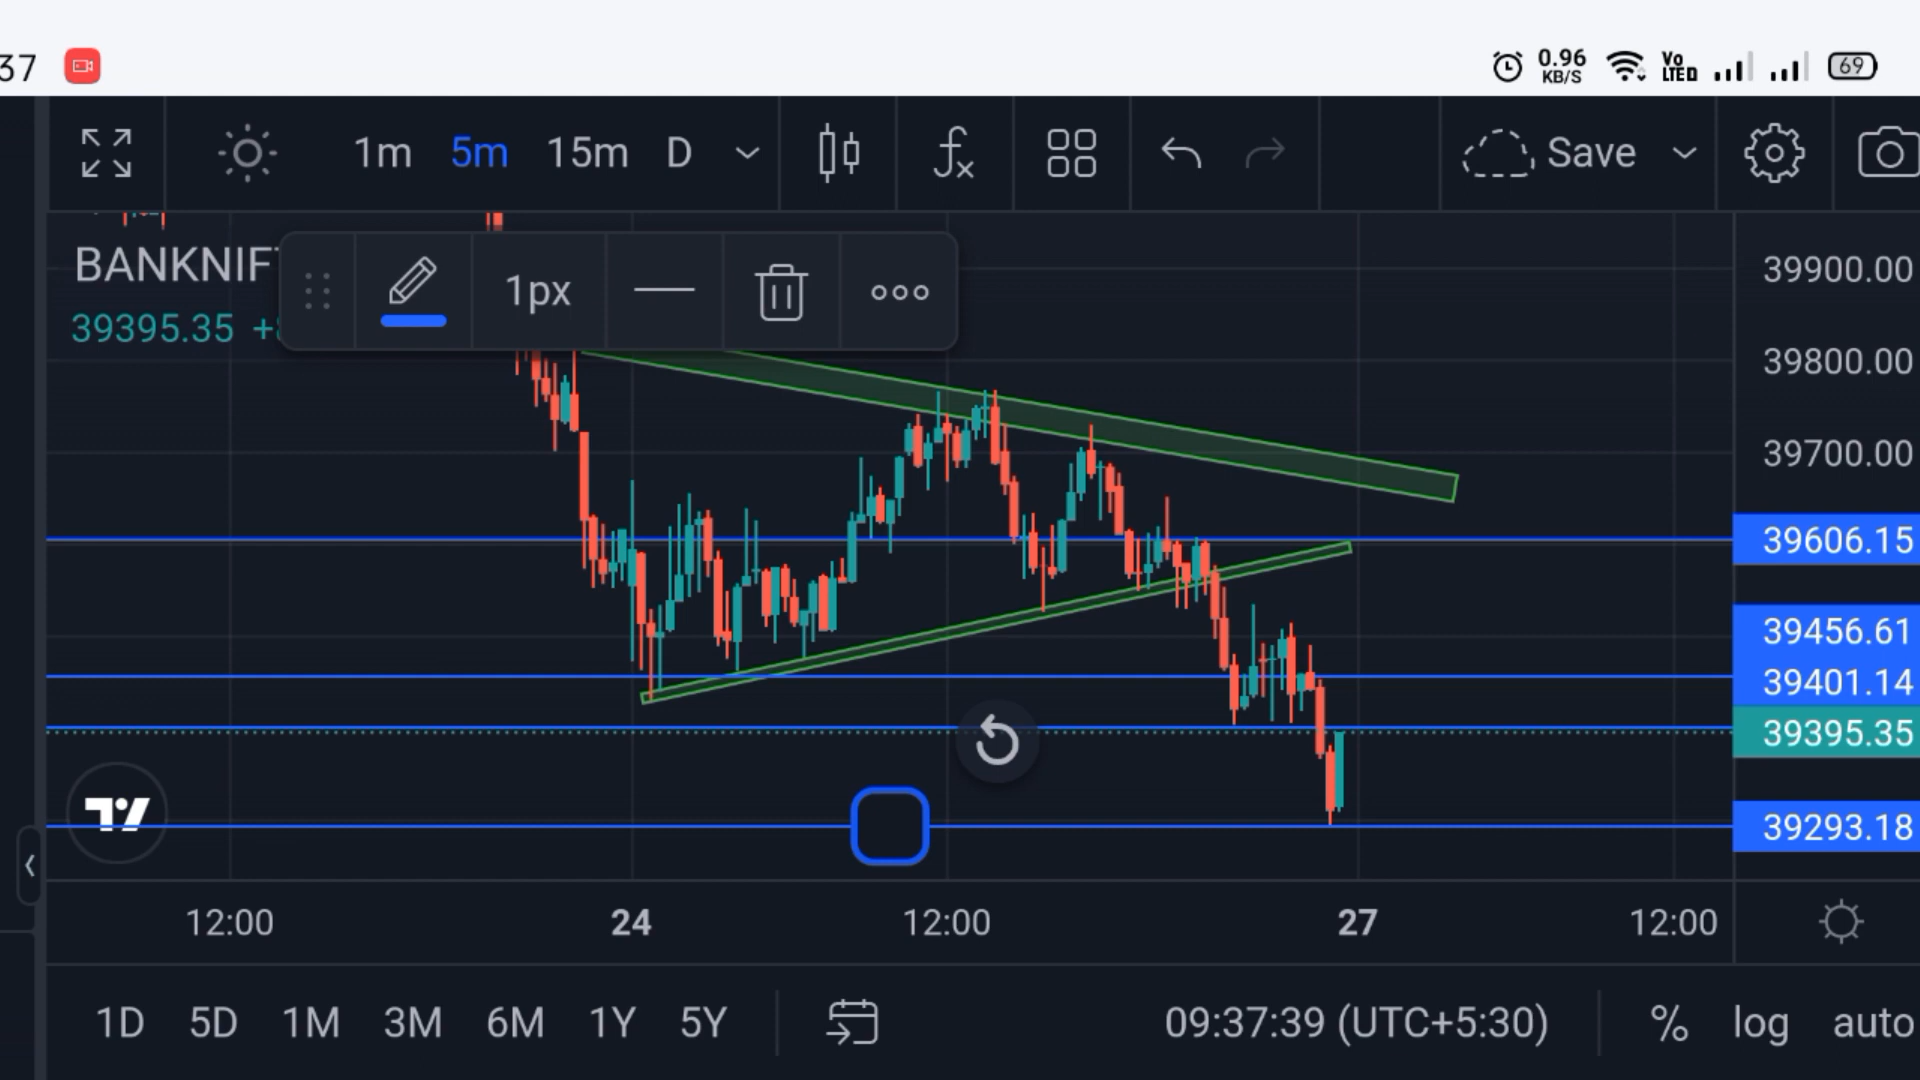 37
0.96
KB/S
Vo
LTE
69
1m 5m 15m D Save
BANKNIF
39395.35 +
1px
39900.00
39800.00
39700.00
39606.15
39456.61
39401.14
39395.35
39293.18
12:00 24 12:00 27 12:00
1D 5D 1M 3M 6M 1Y 5Y 09:37:39 (UTC+5:30) % log auto